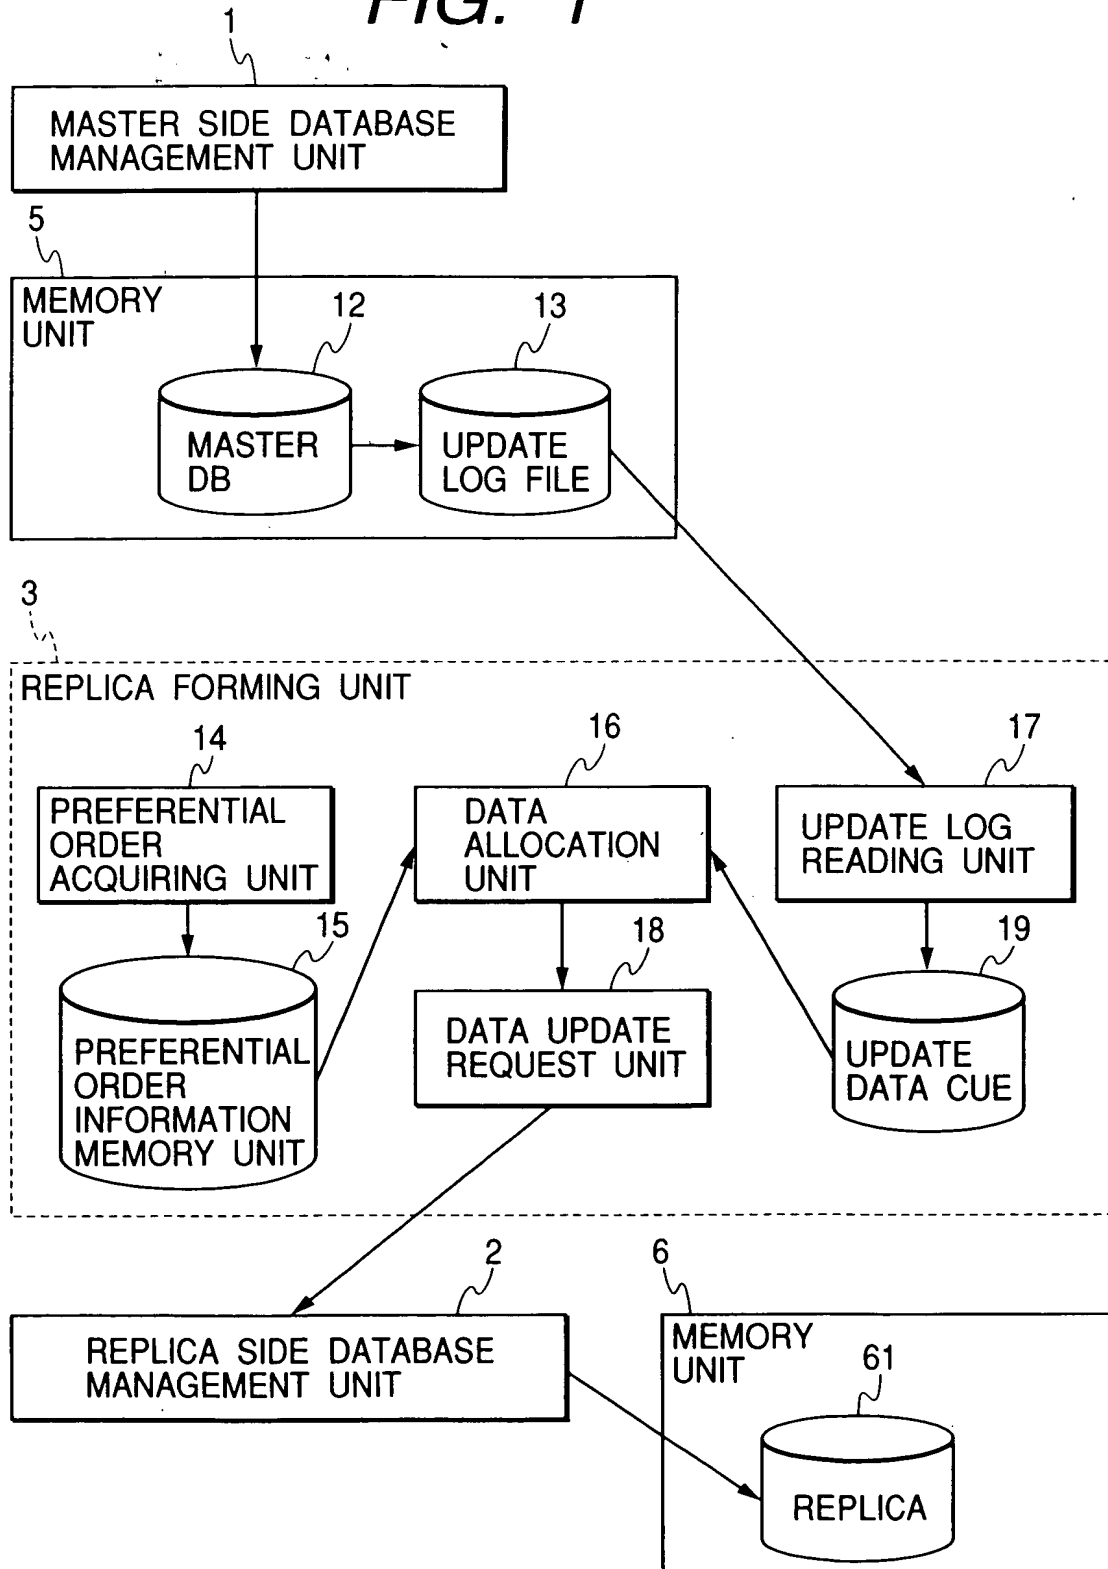 FIG. 1
1
MASTER SIDE DATABASE
MANAGEMENT UNIT
5
MEMORY
UNIT
12
13
MASTER
DB
UPDATE
LOG FILE
3
REPLICA FORMING UNIT
14
16
17
PREFERENTIAL
ORDER
ACQUIRING UNIT
DATA
ALLOCATION
UNIT
UPDATE LOG
READING UNIT
15
18
19
PREFERENTIAL
ORDER
INFORMATION
MEMORY UNIT
DATA UPDATE
REQUEST UNIT
UPDATE
DATA CUE
2
6
REPLICA SIDE DATABASE
MANAGEMENT UNIT
MEMORY
UNIT
61
REPLICA